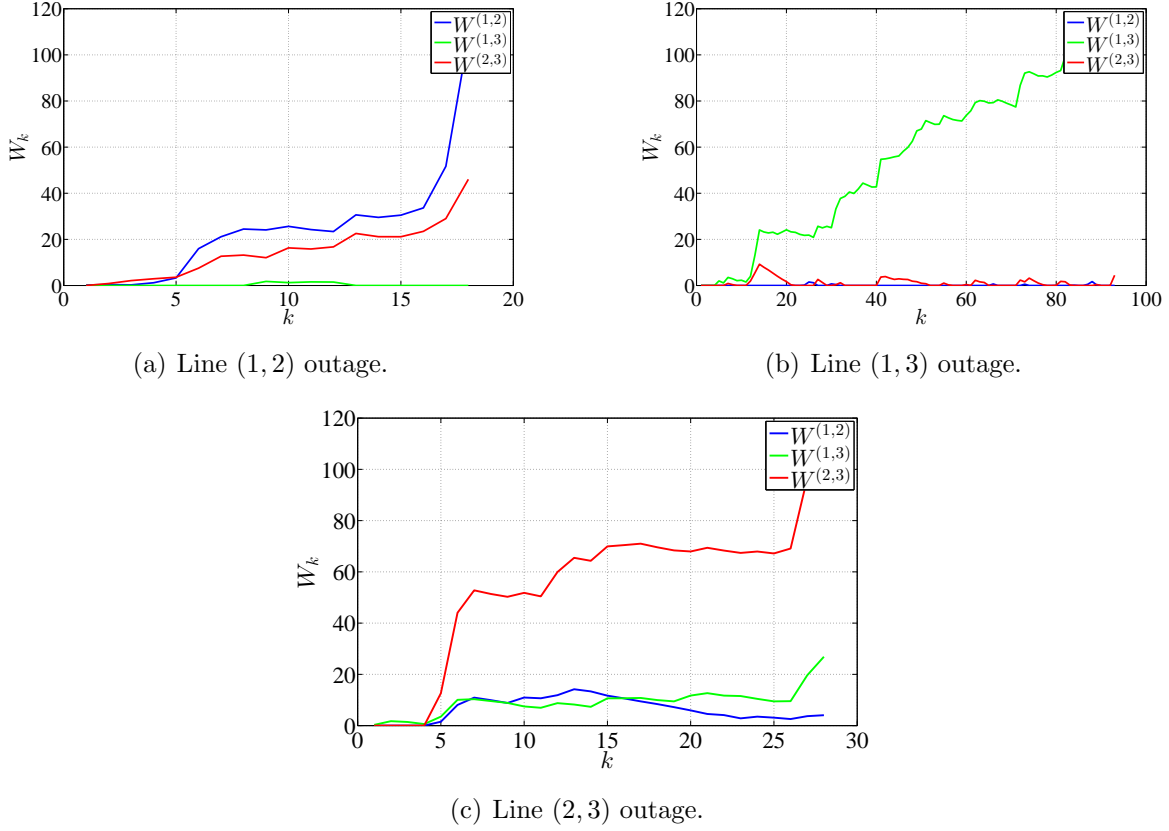 120
100
80
60
40
20
0
0
5
10
15
20
k
W_k
W^{(1,2)}
W^{(1,3)}
W^{(2,3)}
(a) Line (1, 2) outage.
120
100
80
60
40
20
0
0
20
40
60
80
100
k
W_k
W^{(1,2)}
W^{(1,3)}
W^{(2,3)}
(b) Line (1, 3) outage.
120
100
80
60
40
20
0
0
5
10
15
20
25
30
k
W_k
W^{(1,2)}
W^{(1,3)}
W^{(2,3)}
(c) Line (2, 3) outage.